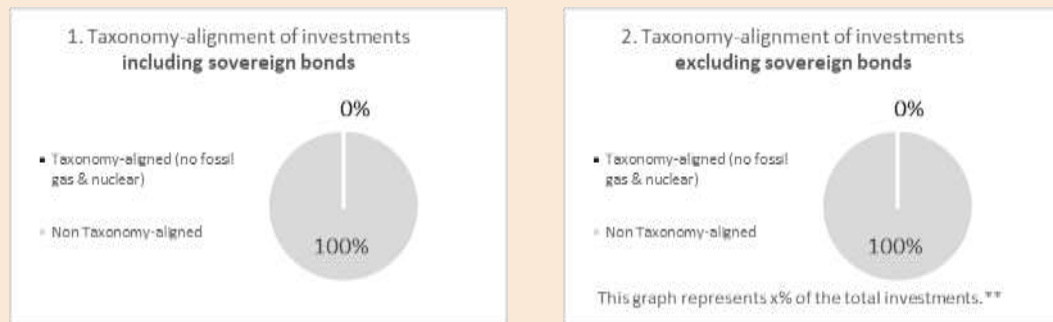 1. Taxonomy-alignment of investments
including sovereign bonds
0%
Taxonomy-aligned (no fossil
gas & nuclear)
Non Taxonomy-aligned
100%
2. Taxonomy-alignment of investments
excluding sovereign bonds
0%
Taxonomy-aligned (no fossil
gas & nuclear)
Non Taxonomy-aligned
100%
This graph represents x% of the total investments.**